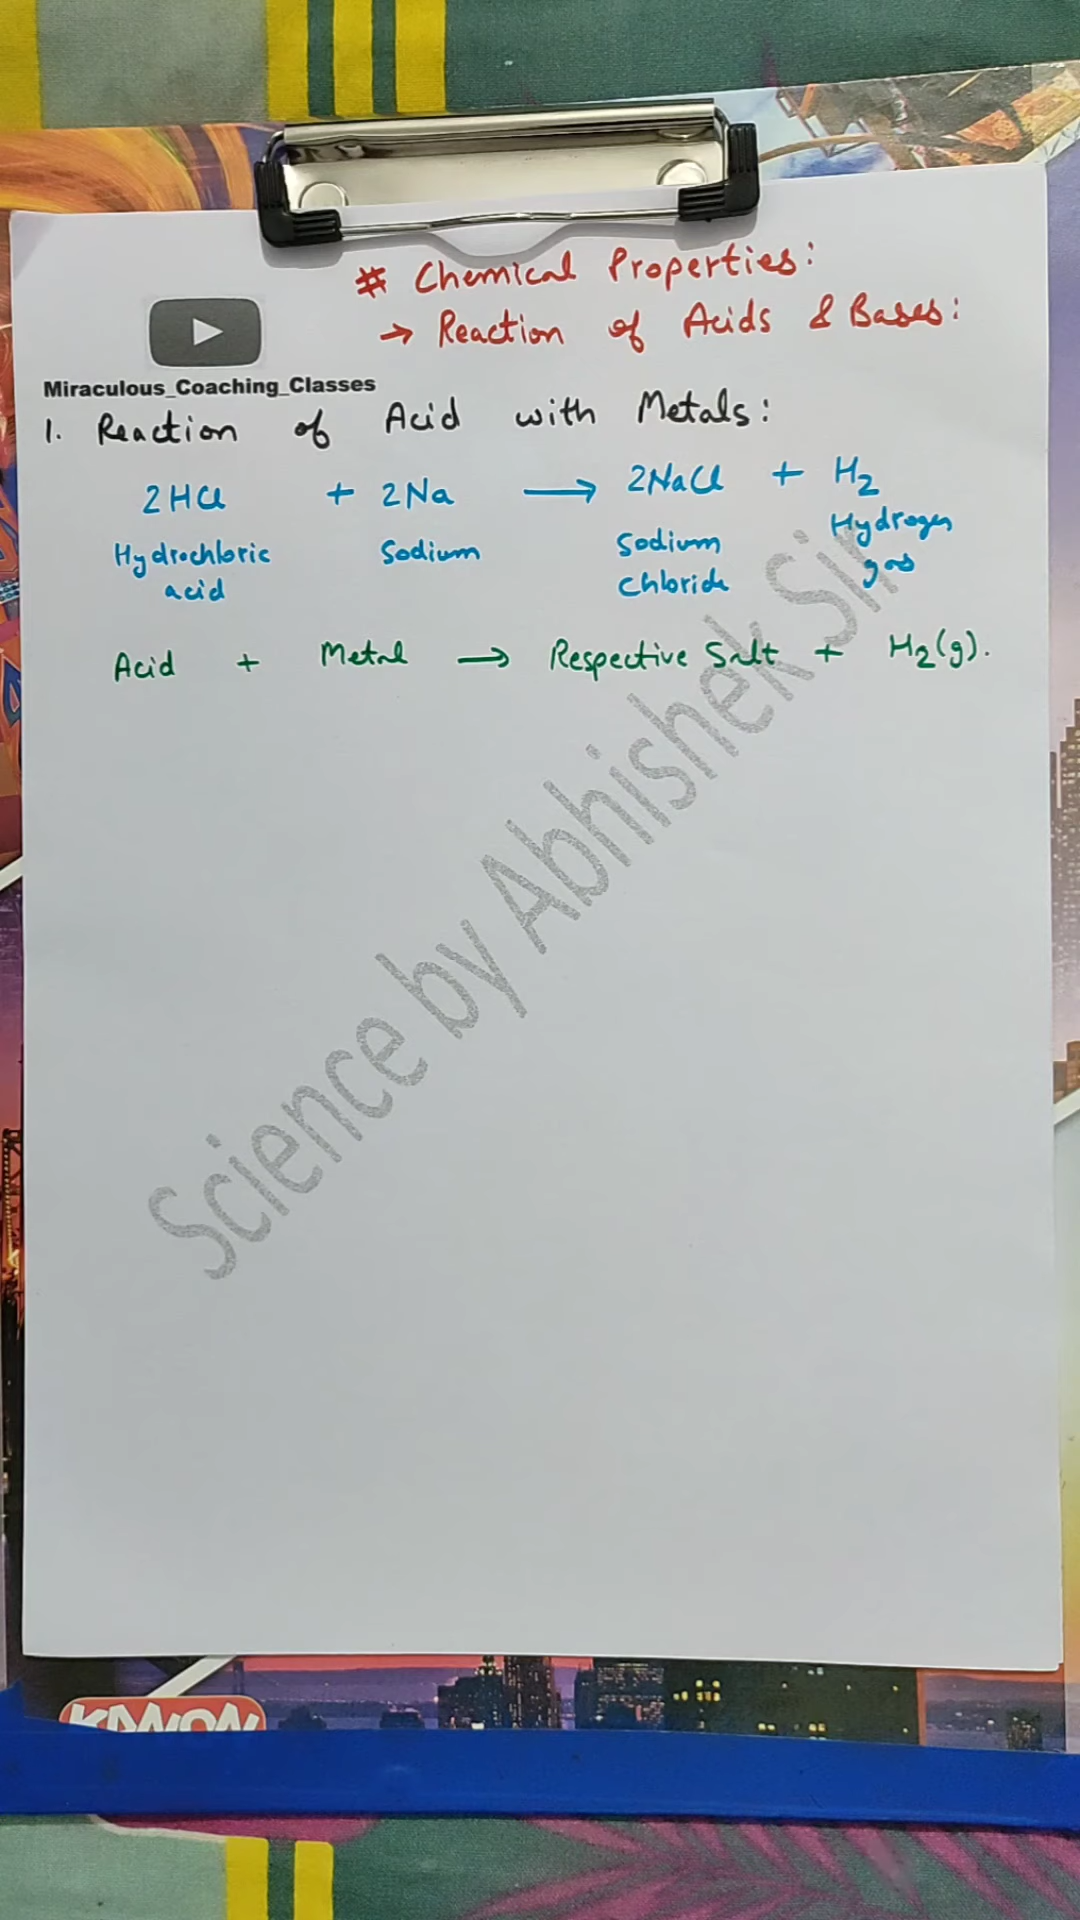 # Chemical Properties:
→ Reaction of Acids & Bases:
Miraculous_Coaching_Classes
1. Reaction of Acid with Metals:
2HCl + 2Na ⟶ 2NaCl + H₂
Hydrochloric acid
Sodium
Sodium chloride
Hydrogen gas
Acid + Metal ⟶ Respective Salt + H₂(g).
Science by Abhishek Sir
KANON